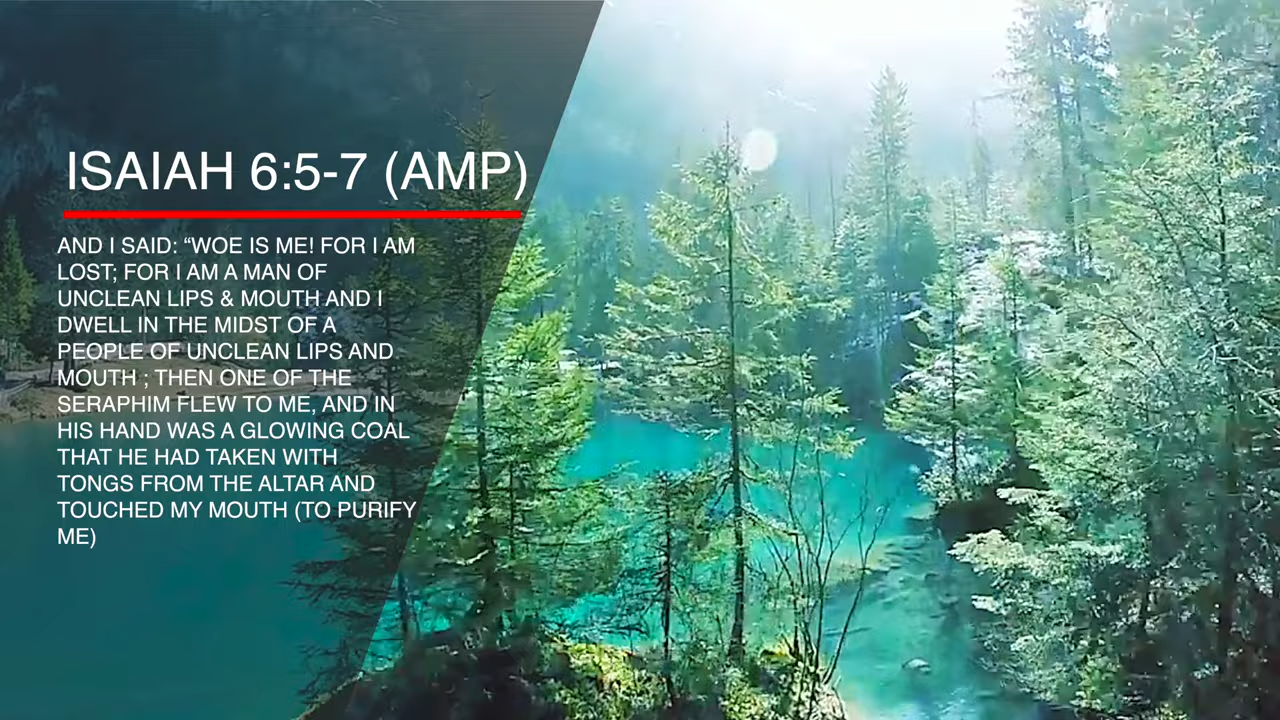 ISAIAH 6:5-7 (AMP)
AND I SAID: “WOE IS ME! FOR I AM
LOST; FOR I AM A MAN OF
UNCLEAN LIPS & MOUTH AND I
DWELL IN THE MIDST OF A
PEOPLE OF UNCLEAN LIPS AND
MOUTH ; THEN ONE OF THE
SERAPHIM FLEW TO ME, AND IN
HIS HAND WAS A GLOWING COAL
THAT HE HAD TAKEN WITH
TONGS FROM THE ALTAR AND
TOUCHED MY MOUTH (TO PURIFY
ME)